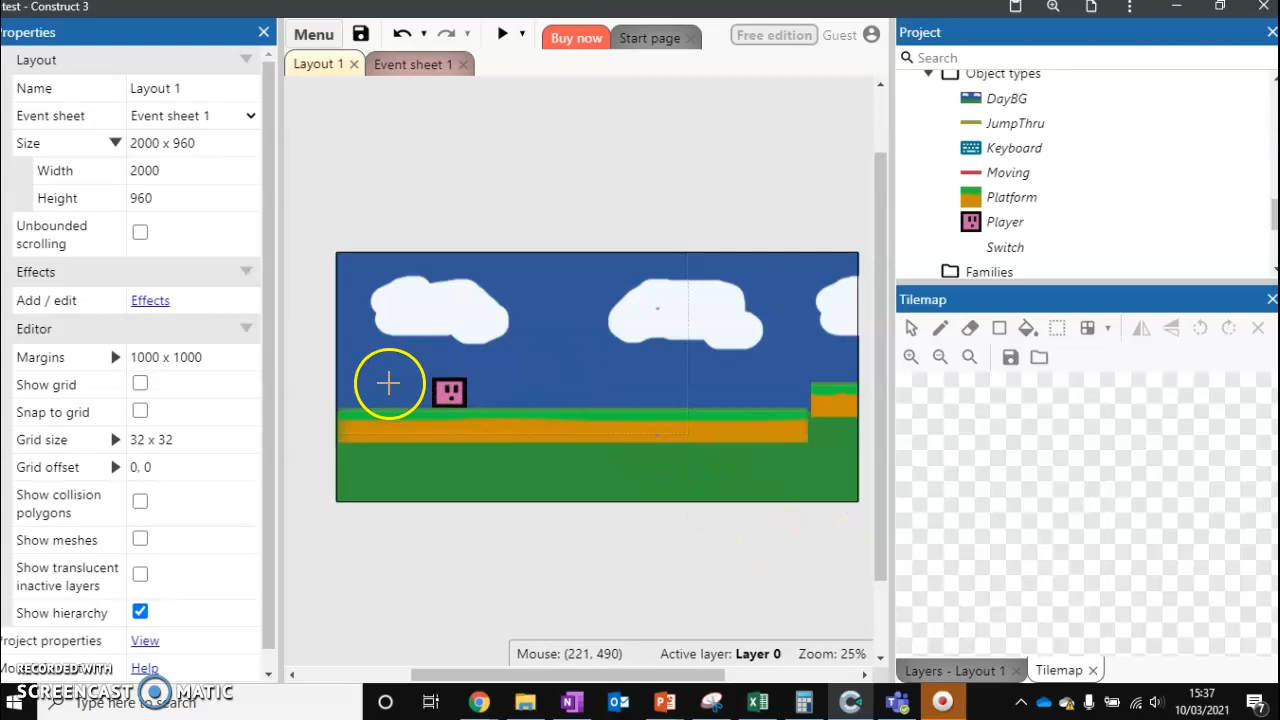 test - Construct 3
Properties
Layout
Name Layout 1
Event sheet Event sheet 1
Size 2000 x 960
Width 2000
Height 960
Unbounded scrolling
Effects
Add / edit Effects
Editor
Margins 1000 x 1000
Show grid
Snap to grid
Grid size 32 x 32
Grid offset 0, 0
Show collision polygons
Show meshes
Show translucent inactive layers
Show hierarchy
Project properties View
Help
RECORDED WITH
SCREENCAST MATIC
Type here to search
Menu
Buy now
Start page
Free edition
Guest
Layout 1
Event sheet 1
Mouse: (221, 490) Active layer: Layer 0 Zoom: 25%
Project
Search
Object types
DayBG
JumpThru
Keyboard
Moving
Platform
Player
Switch
Families
Tilemap
Layers - Layout 1
Tilemap
15:37
10/03/2021
7